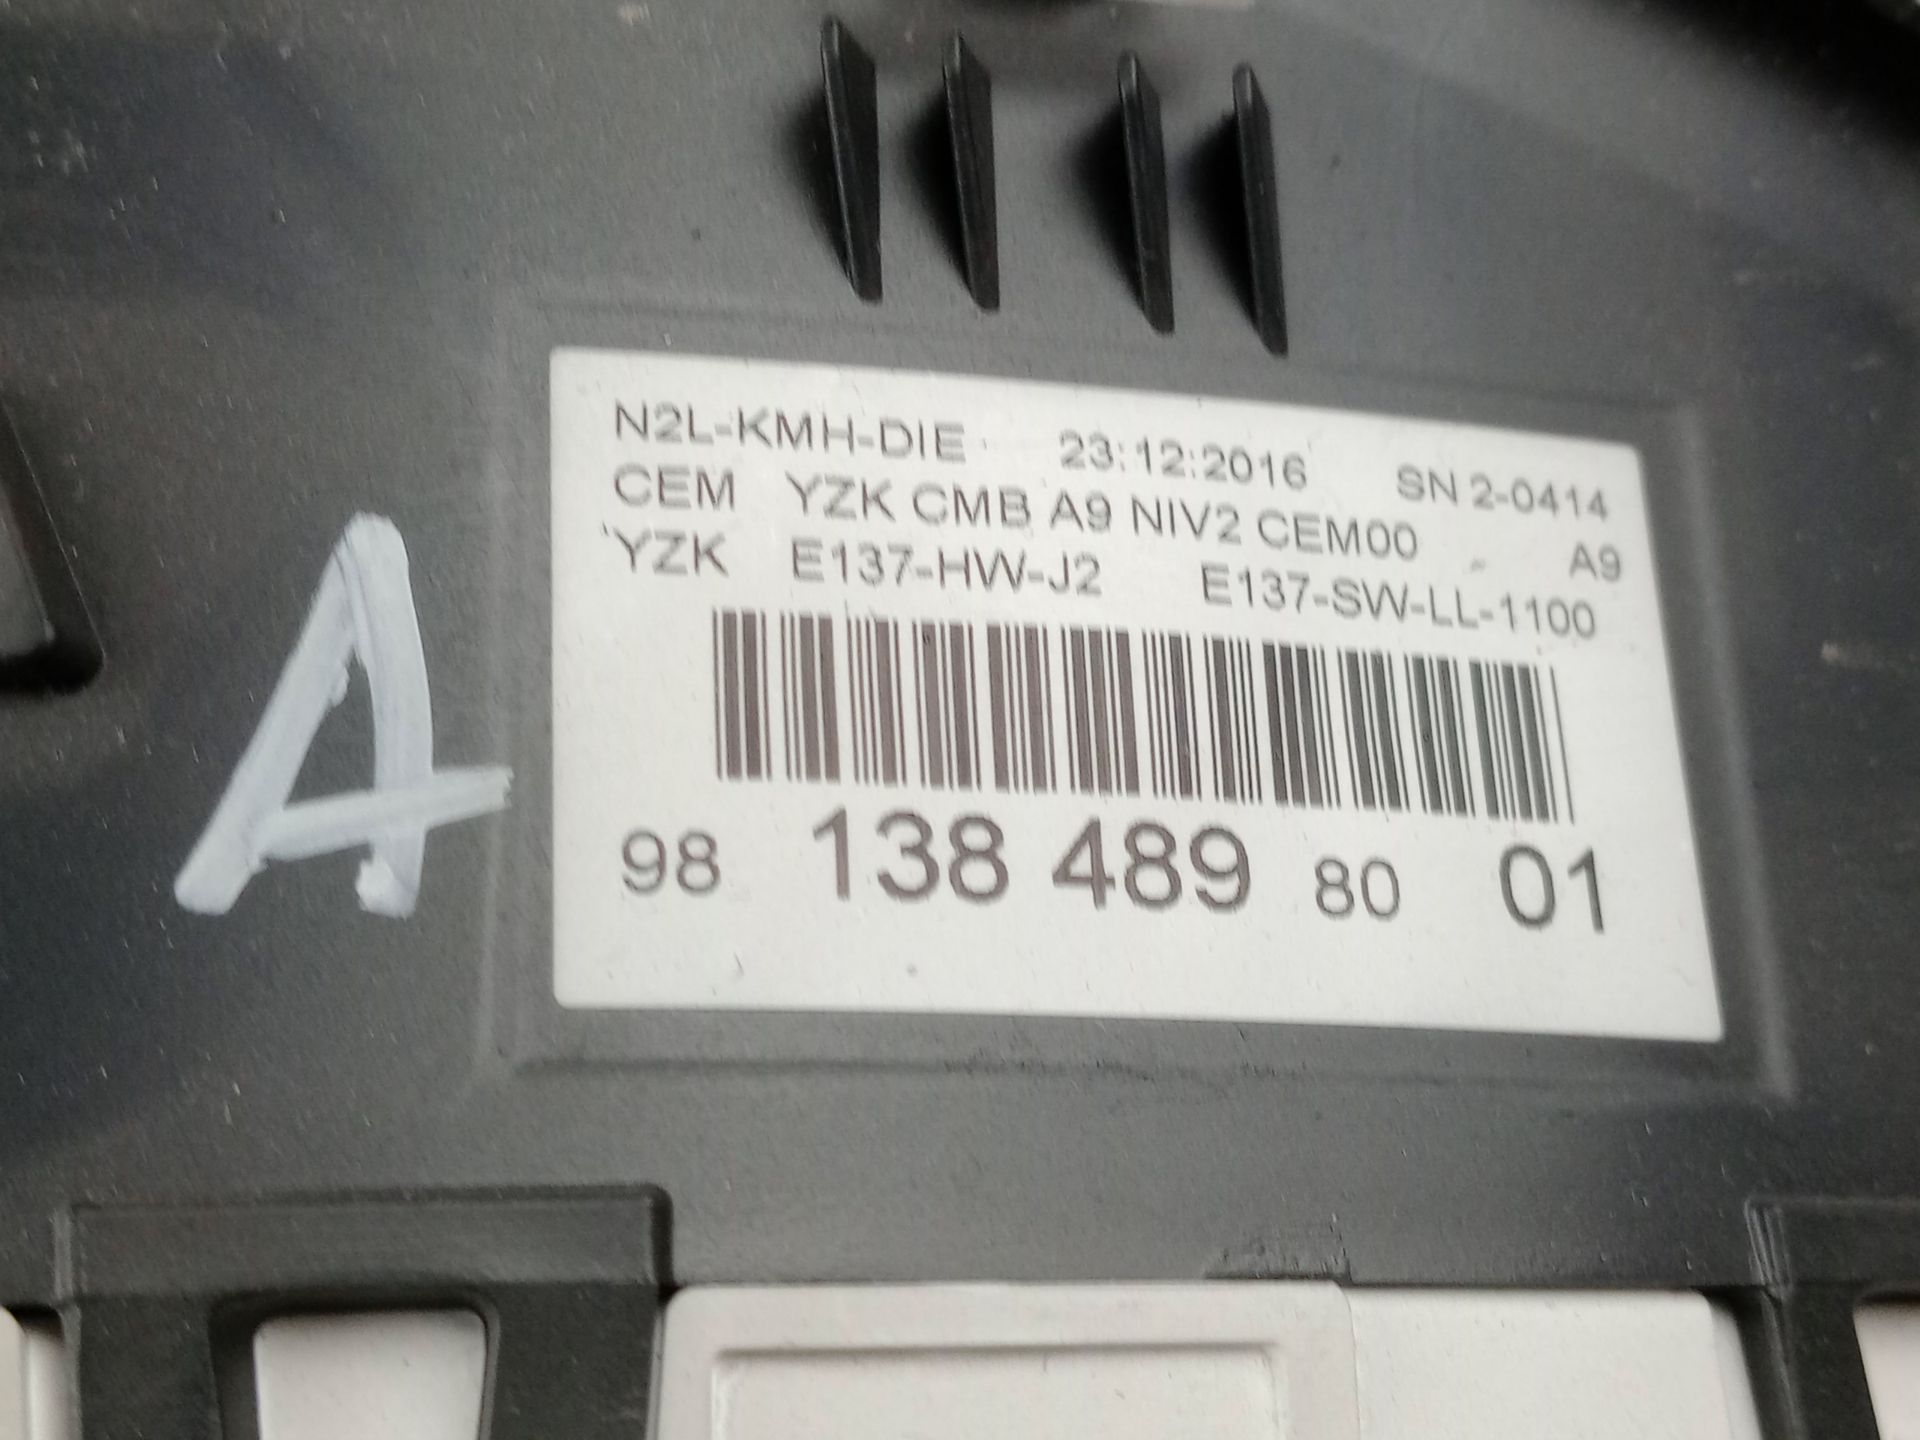 N2L-KMH-DIE 23:12:2016 SN 2-0414
CEM YZK CMB A9 NIV2 CEM00 A9
YZK E137-HW-J2 E137-SW-LL-1100
98 138 489 80 01
A